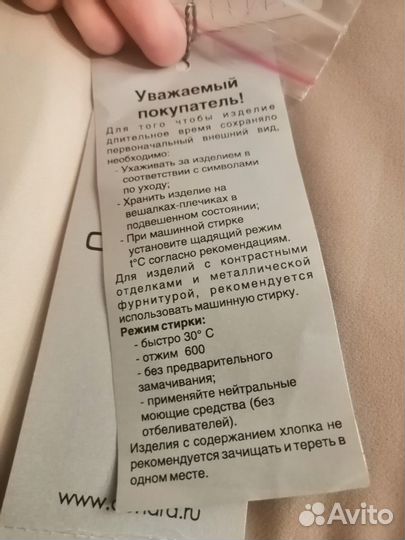 Уважаемый
покупатель!
Для того чтобы изделие
длительное время сохраняло
первоначальный внешний вид,
необходимо:
- Ухаживать за изделием в
соответствии с символами
по уходу;
- Хранить изделие на
вешалках-плечиках в
подвешенном состоянии;
- При машинной стирке
установите щадящий режим
t°C согласно рекомендациям.
Для изделий с контрастными
отделками и металлической
фурнитурой, рекомендуется
использовать машинную стирку.
Режим стирки:
- быстро 30° С
- отжим 600
- без предварительного
замачивания;
- применяйте нейтральные
моющие средства (без
отбеливателей).
Изделия с содержанием хлопка не
рекомендуется зачищать и тереть в
одном месте.
www.
Avito